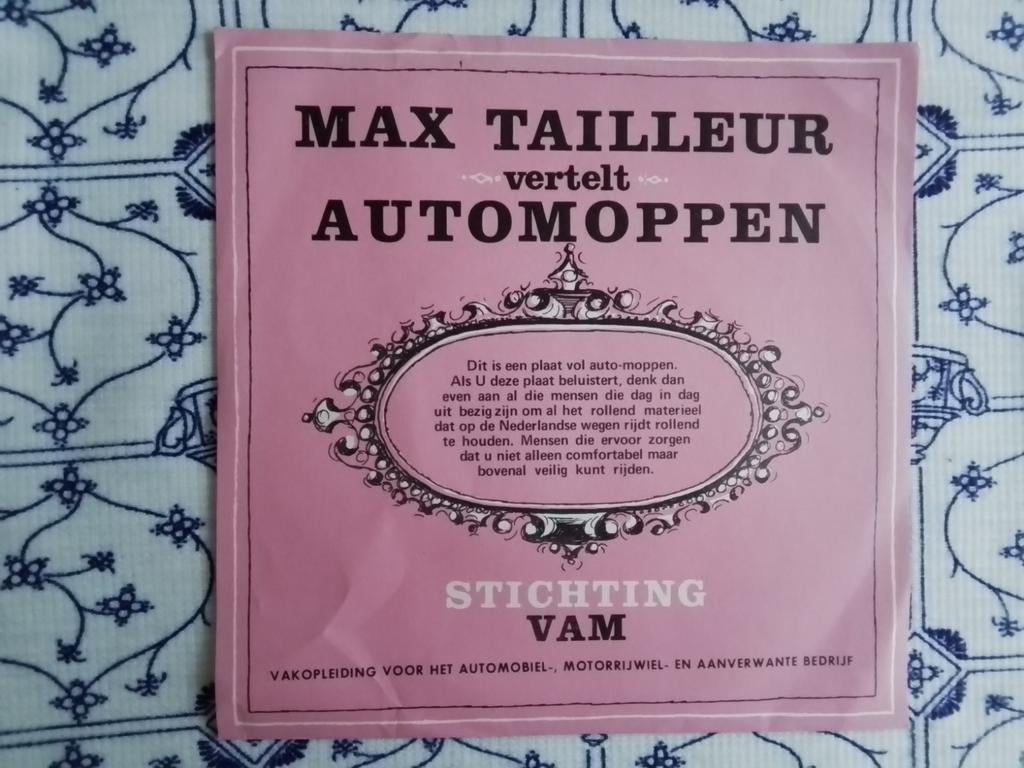 MAX TAILLEUR
vertelt
AUTOMOPPEN
Dit is een plaat vol auto-moppen.
Als U deze plaat beluistert, denk dan
even aan al die mensen die dag in dag
uit bezig zijn om al het rollend materieel
dat op de Nederlandse wegen rijdt rollend
te houden. Mensen die ervoor zorgen
dat u niet alleen comfortabel maar
bovenal veilig kunt rijden.
STICHTING
VAM
VAKOPLEIDING VOOR HET AUTOMOBIEL-, MOTORRIJWIEL- EN AANVERWANTE BEDRIJF